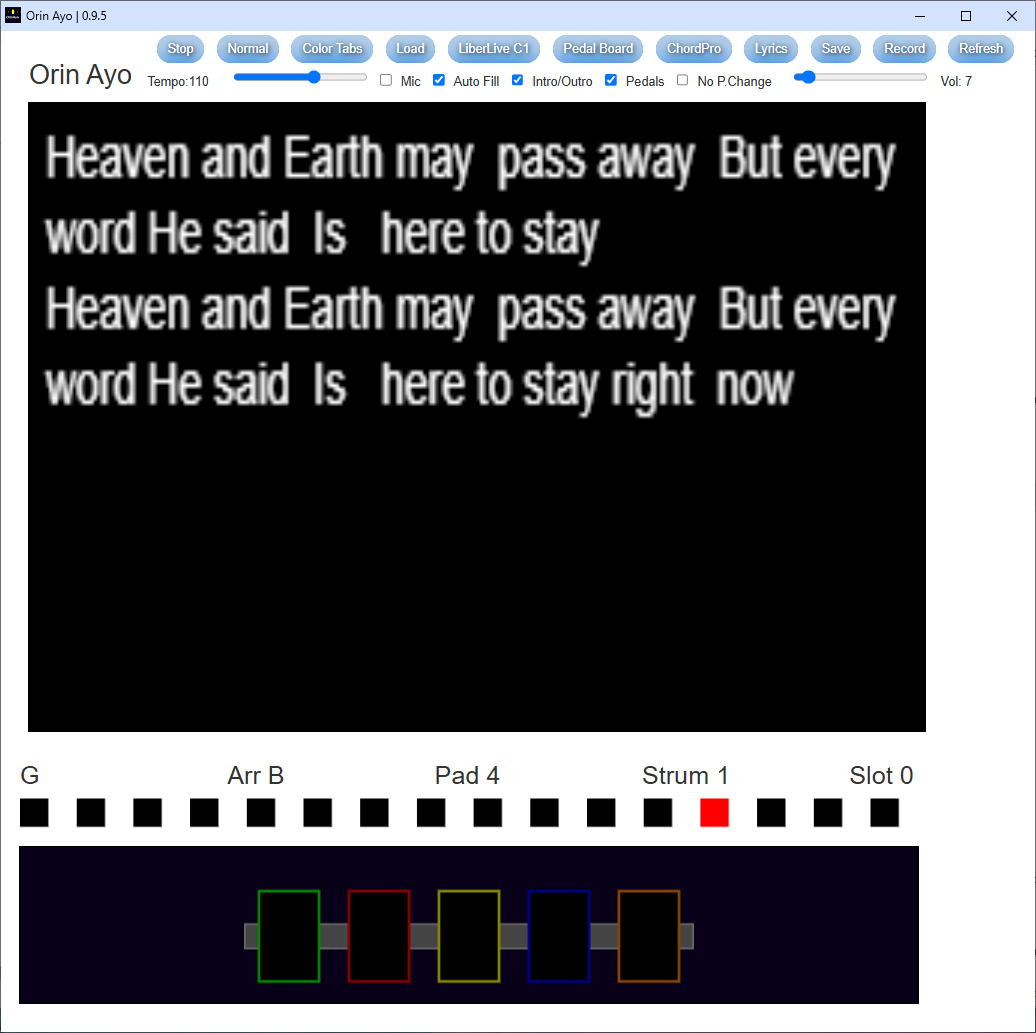 Orin Ayo | 0.9.5
Stop Normal Color Tabs Load LiberLive C1 Pedal Board ChordPro Lyrics Save Record Refresh
Orin Ayo Tempo:110 Mic Auto Fill Intro/Outro Pedals No P.Change Vol: 7
Heaven and Earth may  pass away  But every
word He said  Is   here to stay
Heaven and Earth may  pass away  But every
word He said  Is   here to stay right  now
G Arr B Pad 4 Strum 1 Slot 0